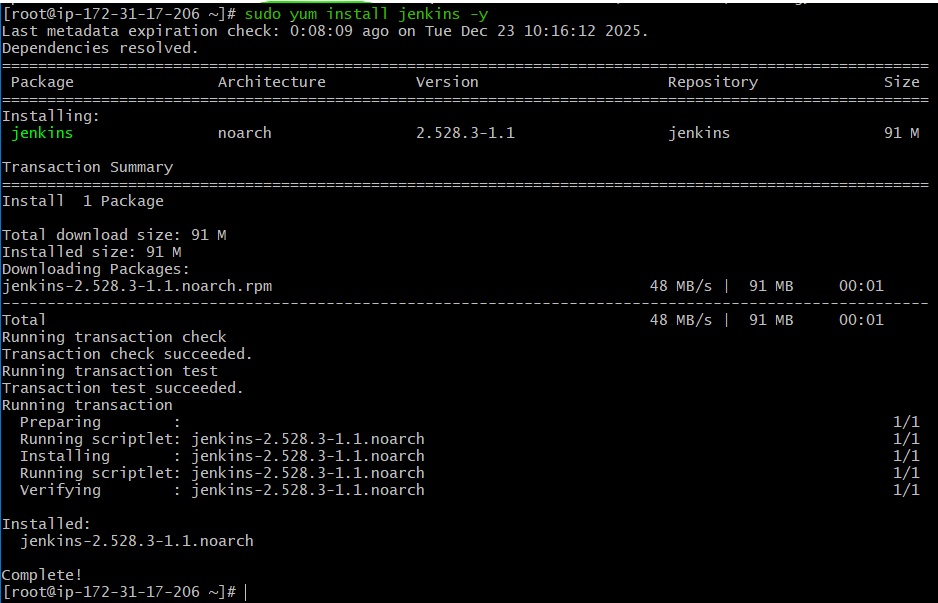 [root@ip-172-31-17-206 ~]# sudo yum install jenkins -y
Last metadata expiration check: 0:08:09 ago on Tue Dec 23 10:16:12 2025.
Dependencies resolved.
================================================================================
Package Architecture Version Repository Size
================================================================================
Installing:
jenkins noarch 2.528.3-1.1 jenkins 91 M
Transaction Summary
================================================================================
Install 1 Package
Total download size: 91 M
Installed size: 91 M
Downloading Packages:
jenkins-2.528.3-1.1.noarch.rpm 48 MB/s | 91 MB 00:01
--------------------------------------------------------------------------------
Total 48 MB/s | 91 MB 00:01
Running transaction check
Transaction check succeeded.
Running transaction test
Transaction test succeeded.
Running transaction
Preparing : 1/1
Running scriptlet: jenkins-2.528.3-1.1.noarch 1/1
Installing : jenkins-2.528.3-1.1.noarch 1/1
Running scriptlet: jenkins-2.528.3-1.1.noarch 1/1
Verifying : jenkins-2.528.3-1.1.noarch 1/1
Installed:
jenkins-2.528.3-1.1.noarch
Complete!
[root@ip-172-31-17-206 ~]#